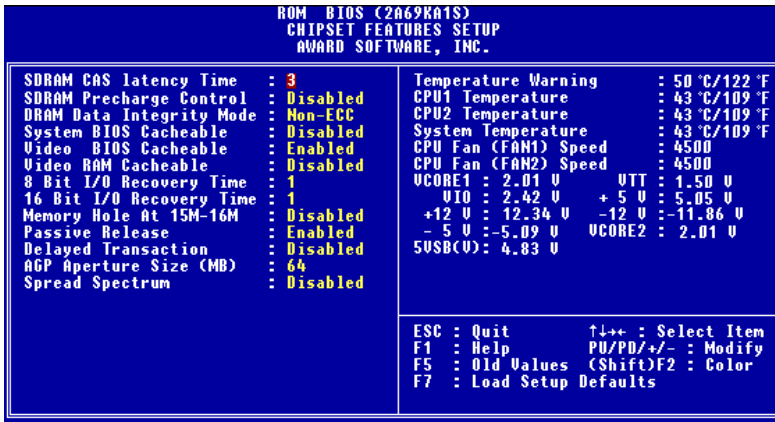 ROM BIOS (2A69KA1S)
CHIPSET FEATURES SETUP
AWARD SOFTWARE, INC.
SDRAM CAS latency Time : 3
SDRAM Precharge Control : Disabled
DRAM Data Integrity Mode : Non-ECC
System BIOS Cacheable : Disabled
Video BIOS Cacheable : Enabled
Video RAM Cacheable : Disabled
8 Bit I/O Recovery Time : 1
16 Bit I/O Recovery Time : 1
Memory Hole At 15M-16M : Disabled
Passive Release : Enabled
Delayed Transaction : Disabled
AGP Aperture Size (MB) : 64
Spread Spectrum : Disabled
Temperature Warning : 50 °C/122 °F
CPU1 Temperature : 43 °C/109 °F
CPU2 Temperature : 43 °C/109 °F
System Temperature : 43 °C/109 °F
CPU Fan (FAN1) Speed : 4500
CPU Fan (FAN2) Speed : 4500
VCORE1 : 2.01 V VTT : 1.50 V
VIO : 2.42 V + 5 V : 5.05 V
+12 V : 12.34 V -12 V :-11.86 V
- 5 V :-5.09 V VCORE2 : 2.01 V
5VSB(V): 4.83 V
ESC : Quit ↑↓→← : Select Item
F1 : Help PU/PD/+/- : Modify
F5 : Old Values (Shift)F2 : Color
F7 : Load Setup Defaults